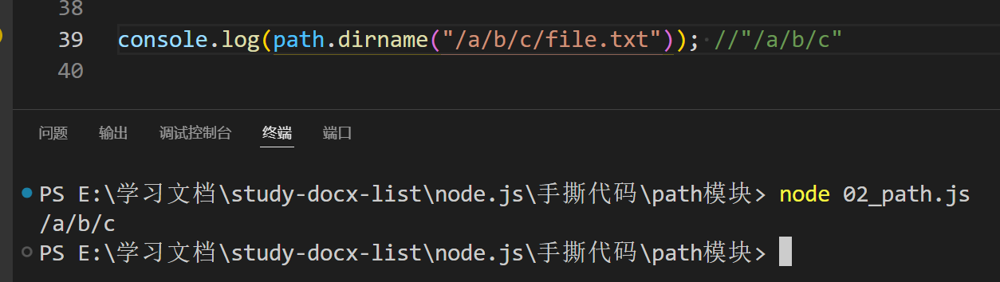 38
39 console.log(path.dirname("/a/b/c/file.txt")); //"/a/b/c"
40
问题 输出 调试控制台 终端 端口
PS E:\学习文档\study-docx-list\node.js\手撕代码\path模块> node 02_path.js
/a/b/c
PS E:\学习文档\study-docx-list\node.js\手撕代码\path模块>